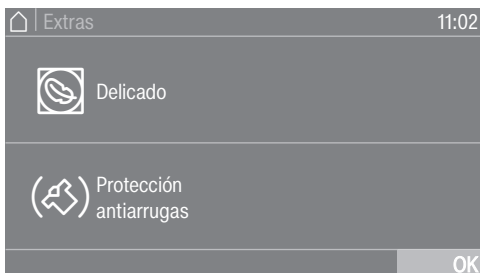 Extras 11:02
Delicado
Protección
antiarrugas
OK